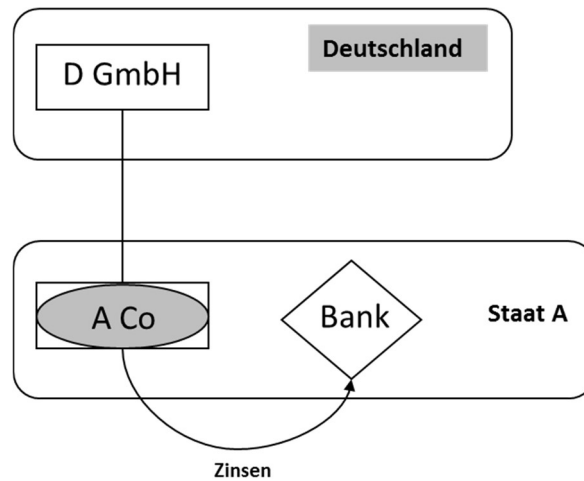 D GmbH
Deutschland
A Co
Bank
Staat A
Zinsen